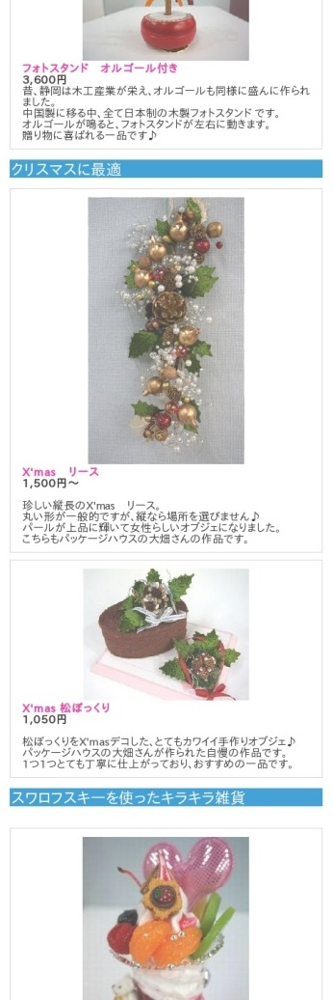 フォトスタンド　オルゴール付き
3,600円
昔、静岡は木工産業が栄え、オルゴールも同様に盛んに作られ
ました。
中国製に移る中、全て日本制の木製フォトスタンド です。
オルゴールが鳴ると、フォトスタンドが左右に動きます。
贈り物に喜ばれる一品です♪
クリスマスに最適
X'mas　リース
1,500円～
珍しい縦長のX'mas　リース。
丸い形が一般的ですが、縦なら場所を選びません♪
パールが上品に輝いて女性らしいオブジェになりました。
こちらもパッケージハウスの大畑さんの作品です。
X'mas 松ぼっくり
1,050円
松ぼっくりをX'masデコした、とてもカワイイ手作りオブジェ♪
パッケージハウスの大畑さんが作られた自慢の作品です。
1つ1つとても丁寧に仕上がっており、おすすめの一品です。
スワロフスキーを使ったキラキラ雑貨